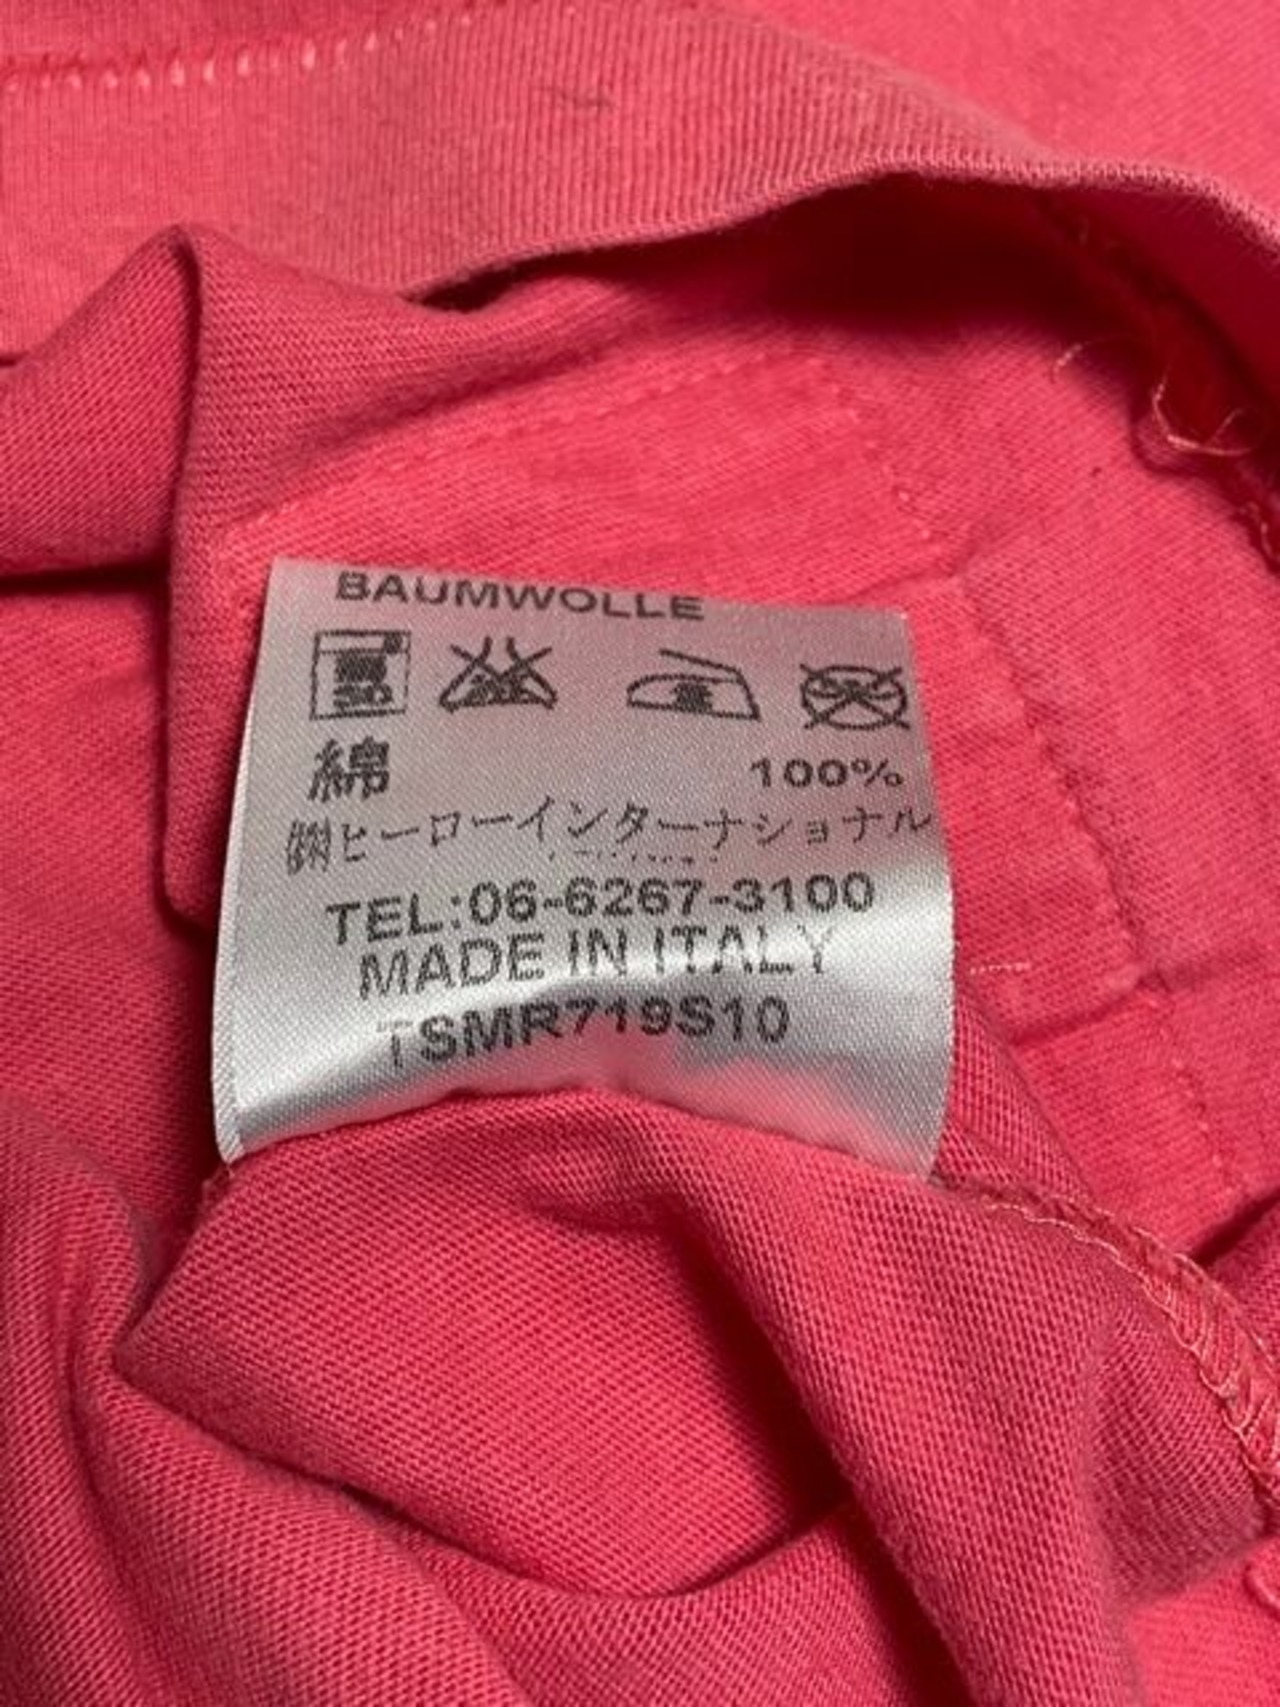 BAUMWOLLE
30
綿 100%
㈱ヒーローインターナショナル
TEL:06-6267-3100
MADE IN ITALY
TSMR719S10